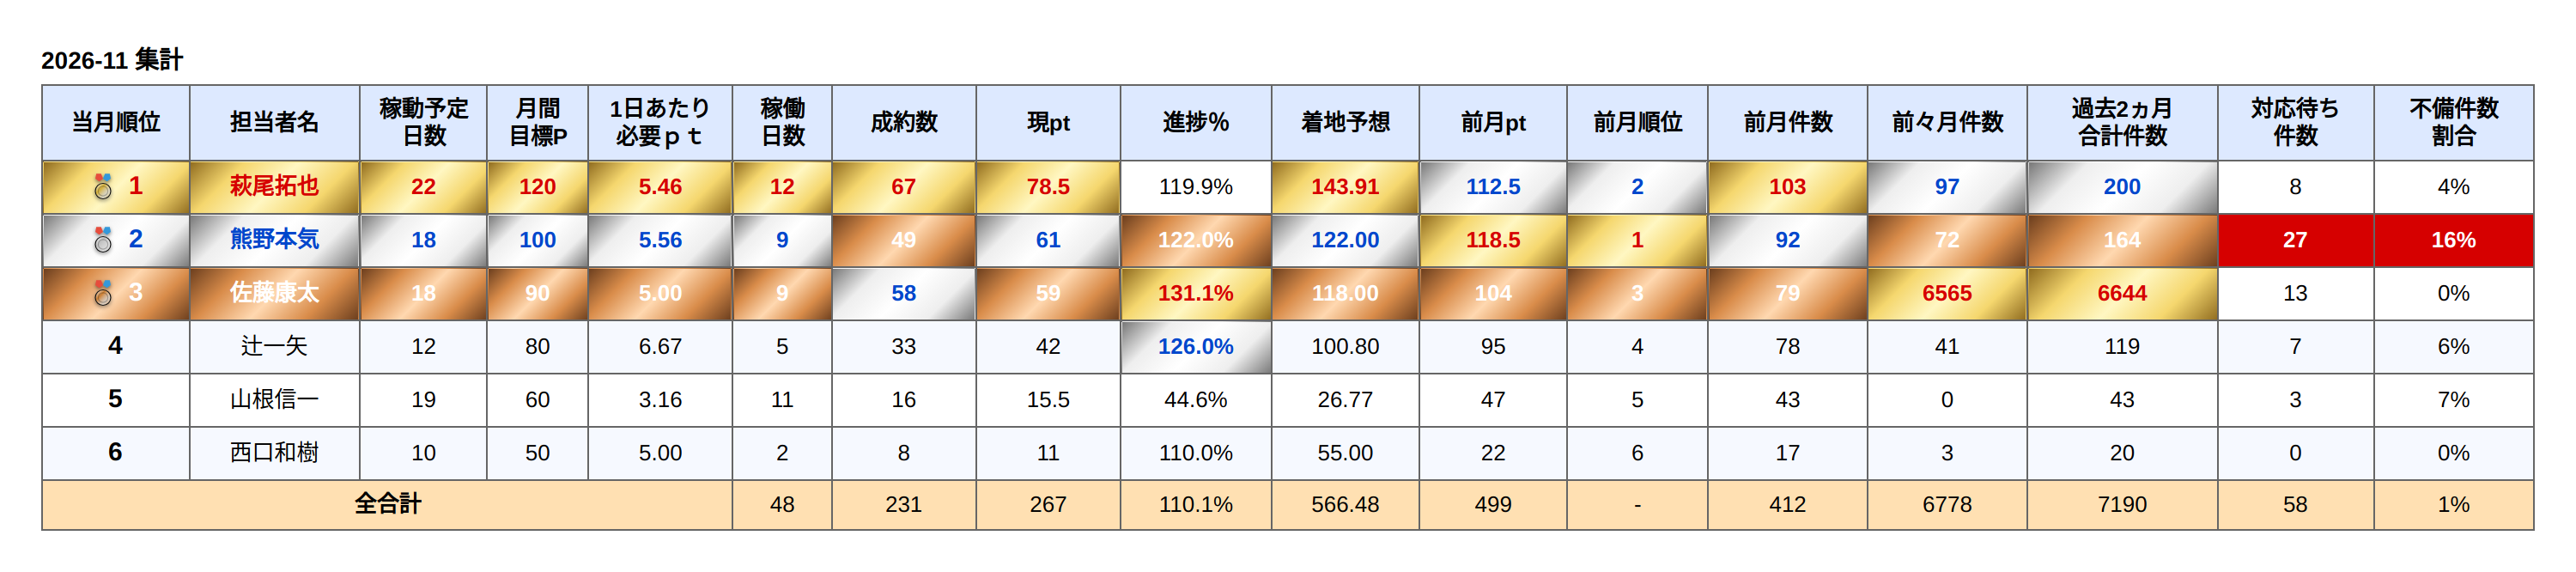 2026-11 集計
当月順位 担当者名 稼動予定日数 月間目標P 1日あたり必要ｐｔ 稼働日数 成約数 現pt 進捗% 着地予想 前月pt 前月順位 前月件数 前々月件数 過去2ヵ月合計件数 対応待ち件数 不備件数割合
1 萩尾拓也 22 120 5.46 12 67 78.5 119.9% 143.91 112.5 2 103 97 200 8 4%
2 熊野本気 18 100 5.56 9 49 61 122.0% 122.00 118.5 1 92 72 164 27 16%
3 佐藤康太 18 90 5.00 9 58 59 131.1% 118.00 104 3 79 6565 6644 13 0%
4 辻一矢 12 80 6.67 5 33 42 126.0% 100.80 95 4 78 41 119 7 6%
5 山根信一 19 60 3.16 11 16 15.5 44.6% 26.77 47 5 43 0 43 3 7%
6 西口和樹 10 50 5.00 2 8 11 110.0% 55.00 22 6 17 3 20 0 0%
全合計 48 231 267 110.1% 566.48 499 - 412 6778 7190 58 1%